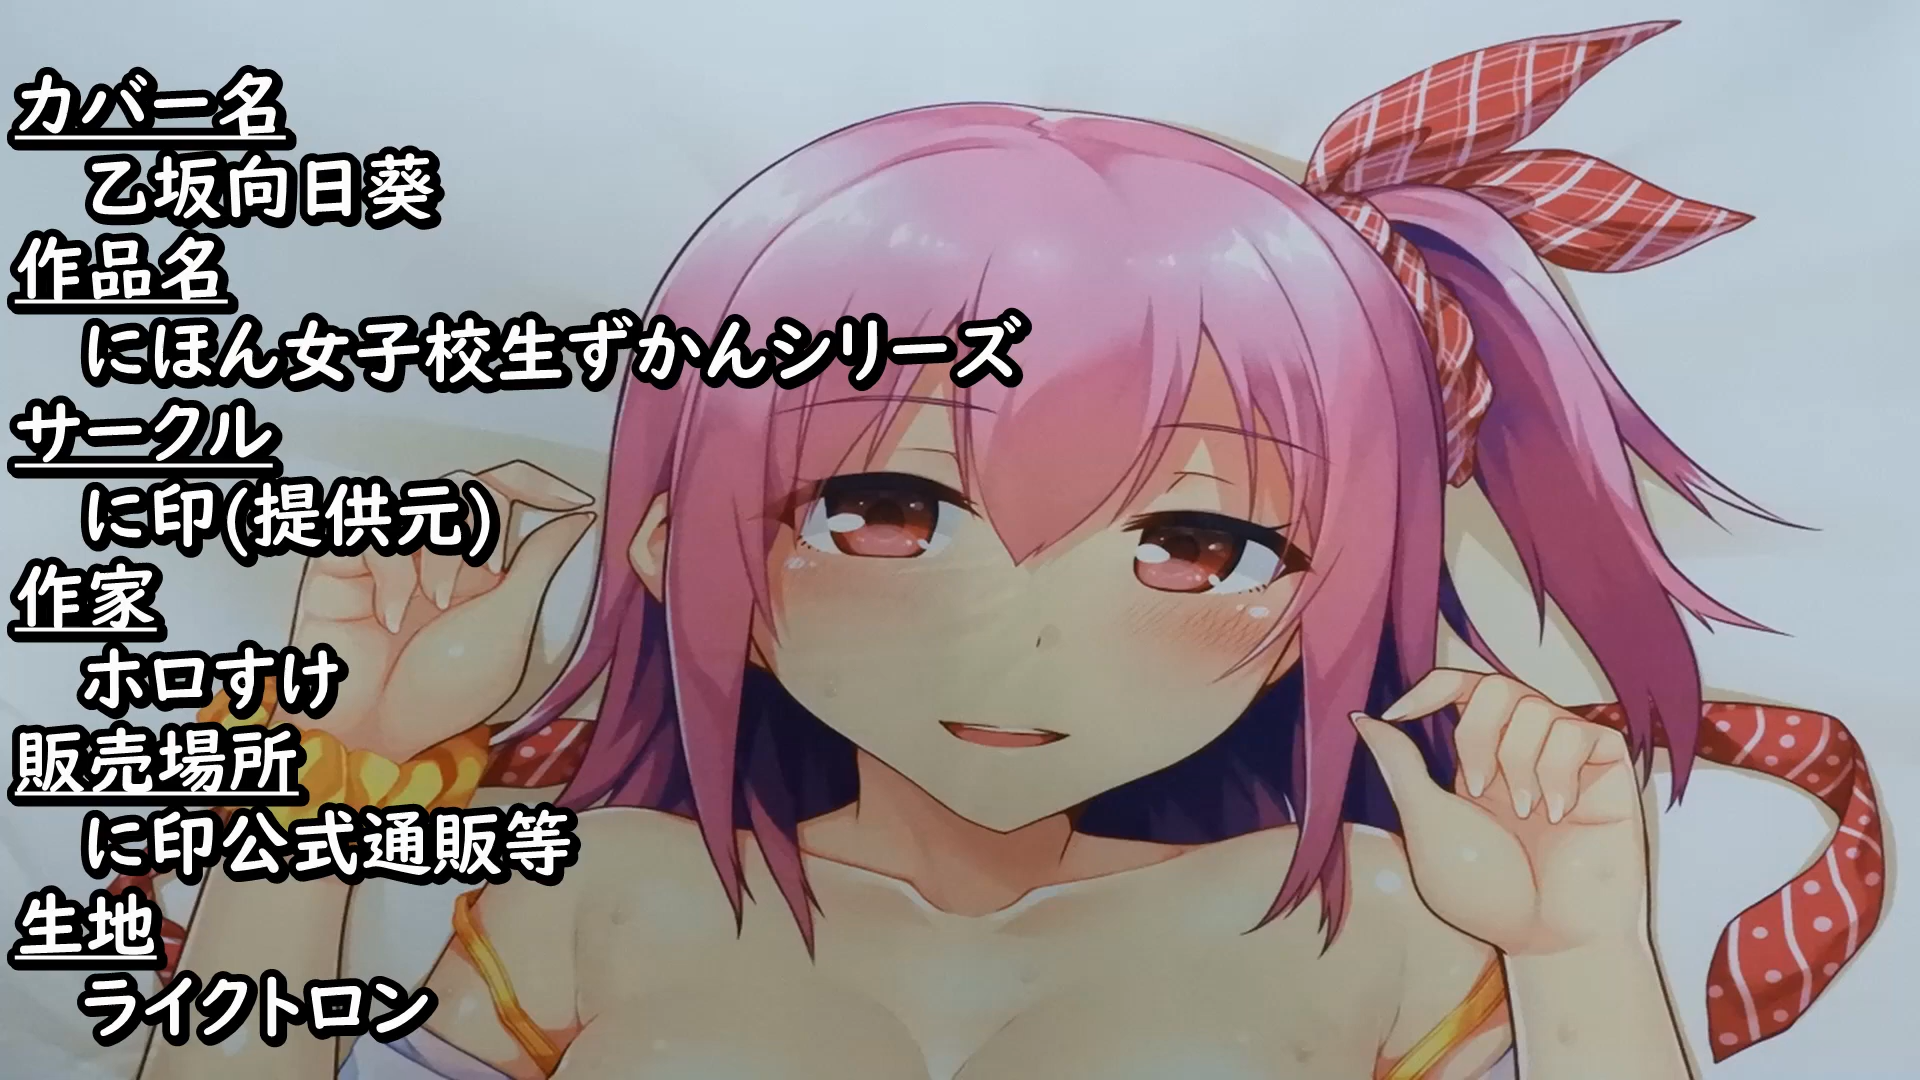 カバー名
乙坂向日葵
作品名
にほん女子校生ずかんシリーズ
サークル
に印(提供元)
作家
ホロすけ
販売場所
に印公式通販等
生地
ライクトロン